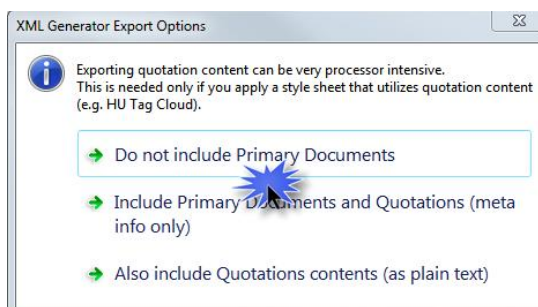 XML Generator Export Options
Exporting quotation content can be very processor intensive.
This is needed only if you apply a style sheet that utilizes quotation content
(e.g. HU Tag Cloud).
Do not include Primary Documents
Include Primary Documents and Quotations (meta
info only)
Also include Quotations contents (as plain text)